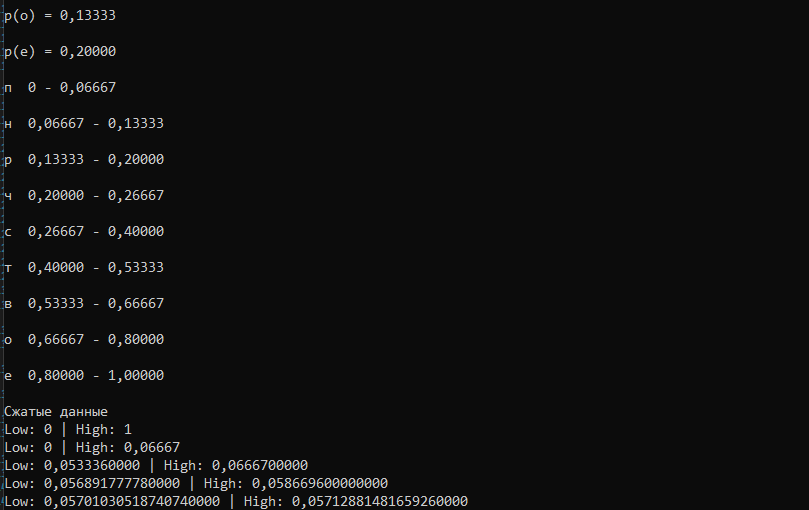 p(о) = 0,13333
p(е) = 0,20000
п  0 - 0,06667
н  0,06667 - 0,13333
р  0,13333 - 0,20000
ч  0,20000 - 0,26667
с  0,26667 - 0,40000
т  0,40000 - 0,53333
в  0,53333 - 0,66667
о  0,66667 - 0,80000
е  0,80000 - 1,00000
Сжатые данные
Low: 0 | High: 1
Low: 0 | High: 0,06667
Low: 0,0533360000 | High: 0,0666700000
Low: 0,056891777780000 | High: 0,058669600000000
Low: 0,05701030518740740000 | High: 0,05712881481659260000